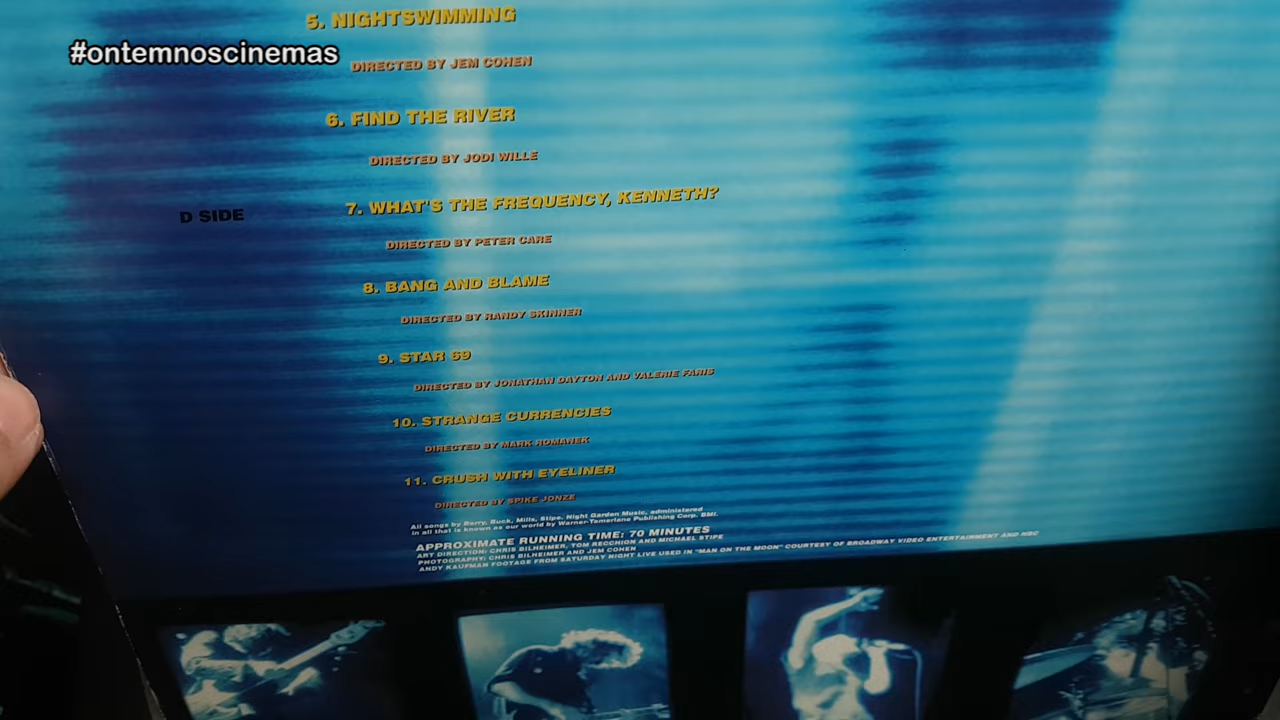 #ontemnoscinemas
5. NIGHTSWIMMING
DIRECTED BY JEM COHEN
6. FIND THE RIVER
DIRECTED BY JODI WILLE
D SIDE
7. WHAT'S THE FREQUENCY, KENNETH?
DIRECTED BY PETER CARE
8. BANG AND BLAME
DIRECTED BY RANDY SKINNER
9. STAR 69
DIRECTED BY JONATHAN DAYTON AND VALERIE FARIS
10. STRANGE CURRENCIES
DIRECTED BY MARK ROMANEK
11. CRUSH WITH EYELINER
DIRECTED BY SPIKE JONZE
All songs by Berry, Buck, Mills, Stipe. Night Garden Music, administered
in all that is known as our world by Warner-Tamerlane Publishing Corp. BMI.
APPROXIMATE RUNNING TIME: 70 MINUTES
ART DIRECTION: CHRIS BILHEIMER, TOM RECCHION AND MICHAEL STIPE
PHOTOGRAPHY: CHRIS BILHEIMER AND JEM COHEN
ANDY KAUFMAN FOOTAGE FROM SATURDAY NIGHT LIVE USED IN "MAN ON THE MOON" COURTESY OF BROADWAY VIDEO ENTERTAINMENT AND NBC